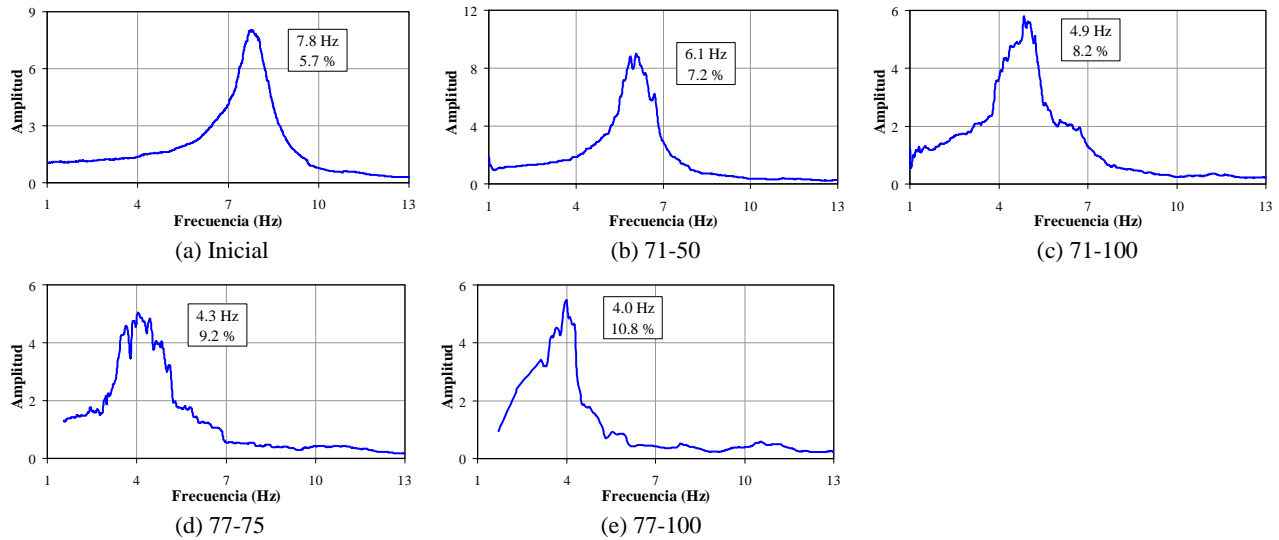 9
6
3
0
Amplitud
7.8 Hz
5.7 %
1 4 7 10 13
Frecuencia (Hz)
(a) Inicial
12
8
4
0
Amplitud
6.1 Hz
7.2 %
1 4 7 10 13
Frecuencia (Hz)
(b) 71-50
6
4
2
0
Amplitud
4.9 Hz
8.2 %
1 4 7 10 13
Frecuencia (Hz)
(c) 71-100
6
4
2
0
Amplitud
4.3 Hz
9.2 %
1 4 7 10 13
Frecuencia (Hz)
(d) 77-75
6
4
2
0
Amplitud
4.0 Hz
10.8 %
1 4 7 10 13
Frecuencia (Hz)
(e) 77-100